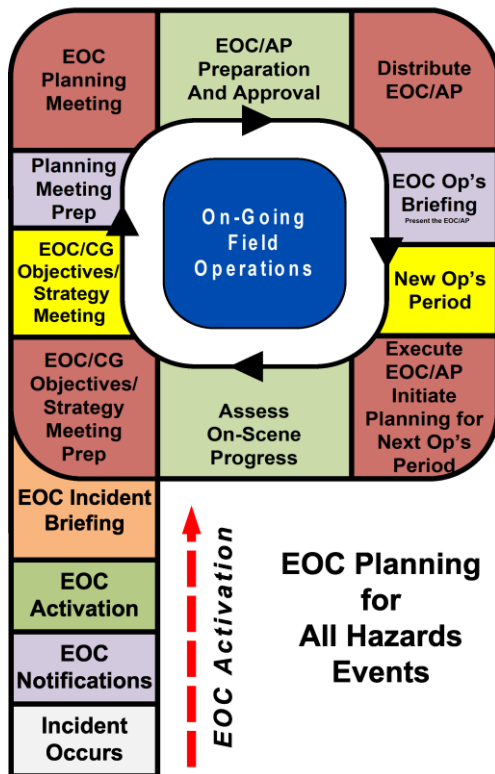 EOC
Planning
Meeting
EOC/AP
Preparation
And Approval
Distribute
EOC/AP
Planning
Meeting
Prep
EOC Op's
Briefing
Present the EOC/AP
On-Going
Field
Operations
EOC/CG
Objectives/
Strategy
Meeting
New Op's
Period
EOC/CG
Objectives/
Strategy
Meeting
Prep
Assess
On-Scene
Progress
Execute
EOC/AP
Initiate
Planning for
Next Op's
Period
EOC Incident
Briefing
EOC
Activation
EOC
Notifications
Incident
Occurs
EOC Activation
EOC Planning
for
All Hazards
Events